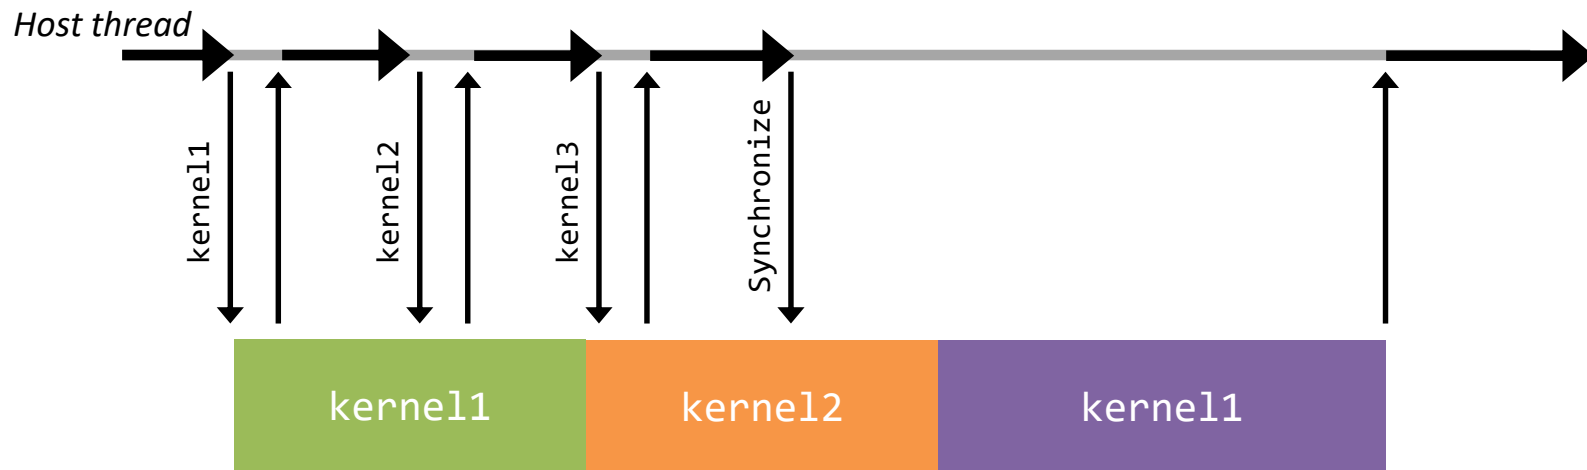 Host thread
kernel1
kernel2
kernel3
Synchronize
kernel1
kernel2
kernel1